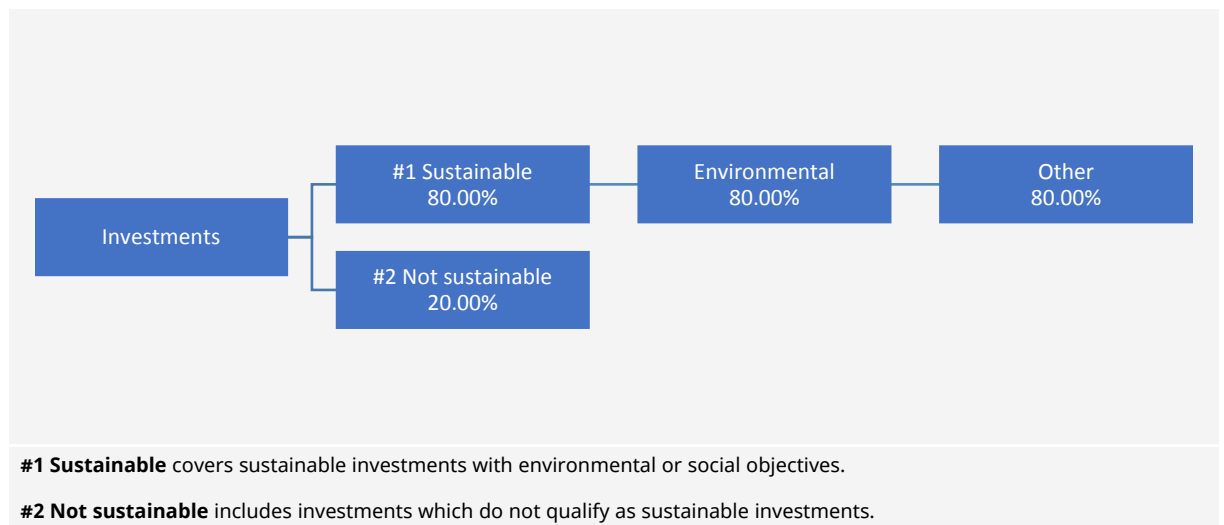 Investments
#1 Sustainable
80.00%
Environmental
80.00%
Other
80.00%
#2 Not sustainable
20.00%
#1 Sustainable covers sustainable investments with environmental or social objectives.
#2 Not sustainable includes investments which do not qualify as sustainable investments.